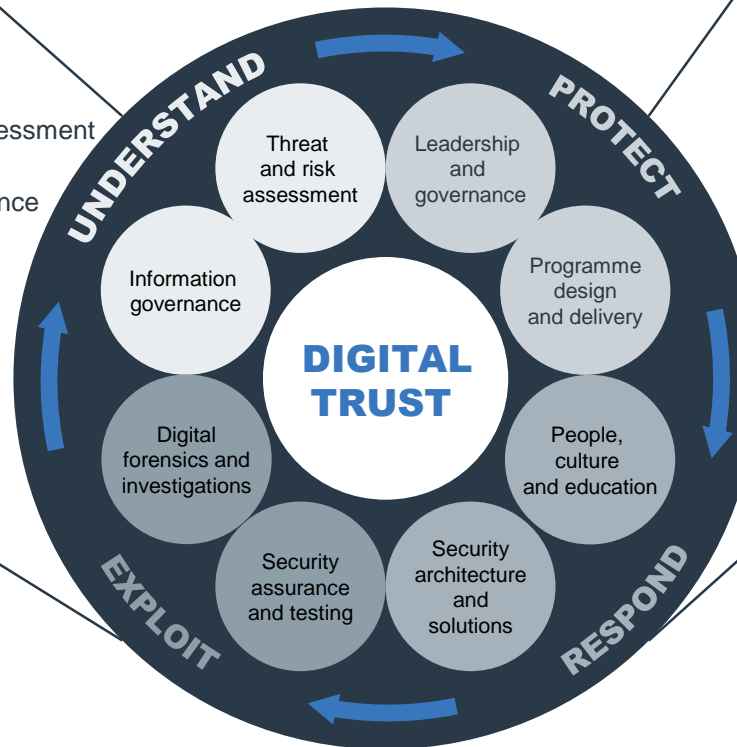 UNDERSTAND
PROTECT
RESPOND
EXPLOIT
Threat
and risk
assessment
Leadership
and
governance
Programme
design
and delivery
People,
culture
and education
Security
architecture
and
solutions
Security
assurance
and testing
Digital
forensics and
investigations
Information
governance
DIGITAL
TRUST